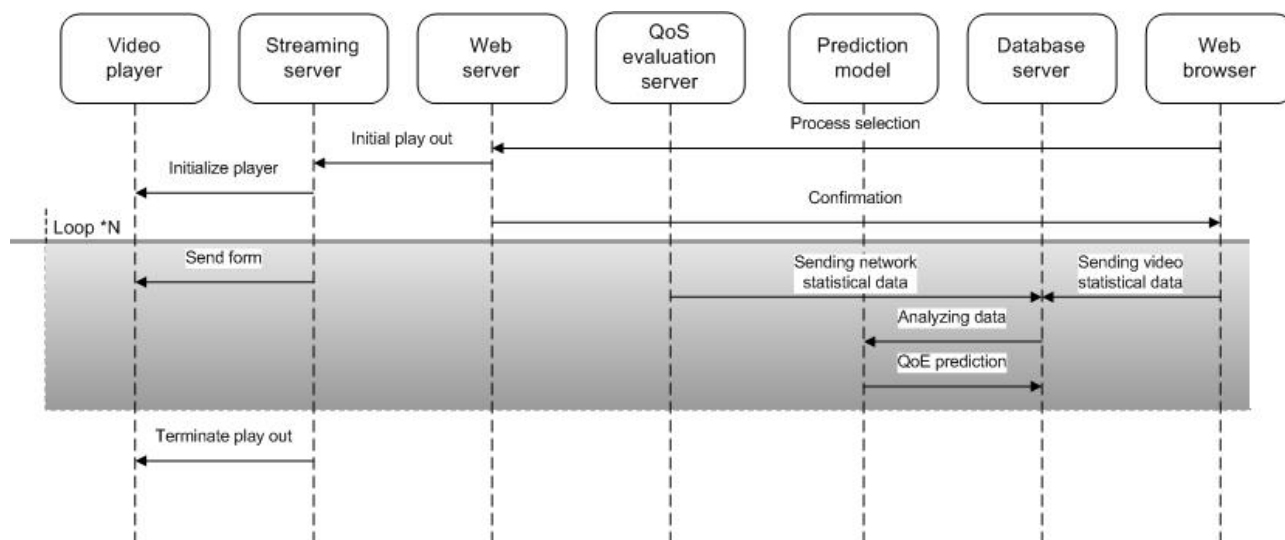 Video
player
Streaming
server
Web
server
QoS
evaluation
server
Prediction
model
Database
server
Web
browser
Process selection
Initial play out
Initialize player
Confirmation
Loop *N
Send form
Sending network
statistical data
Sending video
statistical data
Analyzing data
QoE prediction
Terminate play out